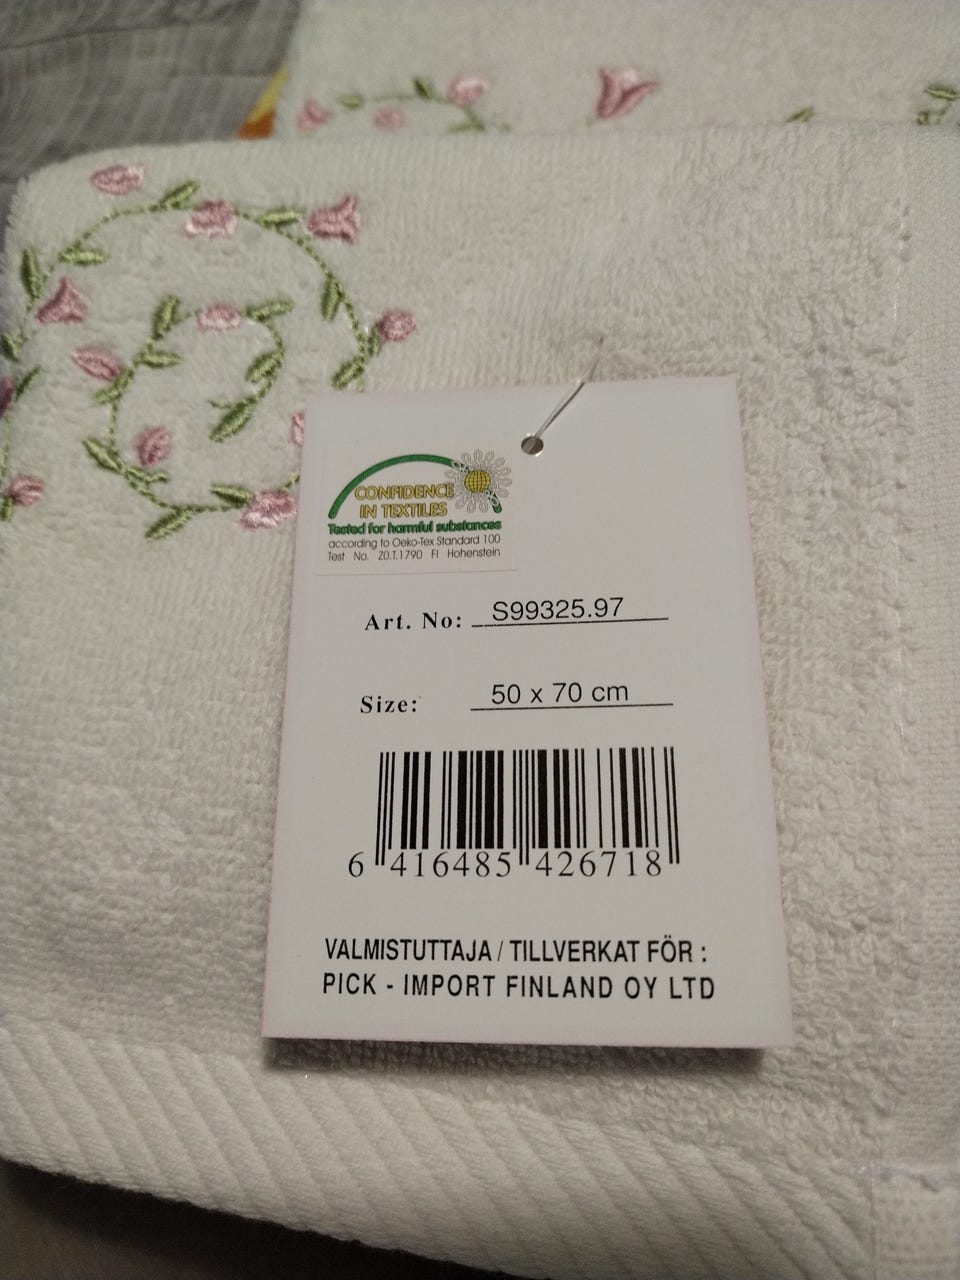 CONFIDENCE
IN TEXTILES
Tested for harmful substances
according to Oeko-Tex Standard 100
Test No. Z0.T.1790 FI Hohenstein
Art. No: S99325.97
Size: 50 x 70 cm
6 416485 426718
VALMISTUTTAJA / TILLVERKAT FÖR :
PICK - IMPORT FINLAND OY LTD